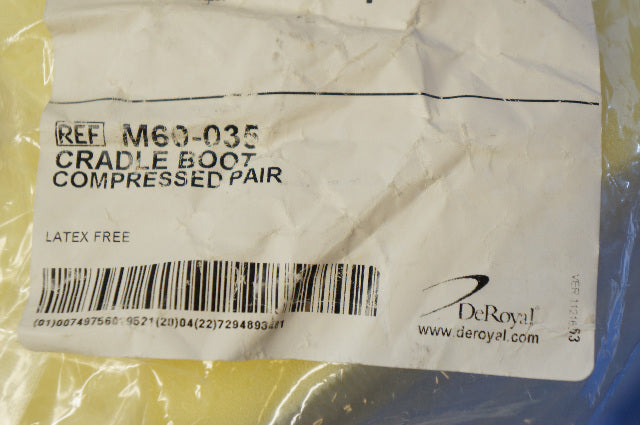 REF M60-035
CRADLE BOOT
COMPRESSED PAIR
LATEX FREE
DeRoyal
www.deroyal.com